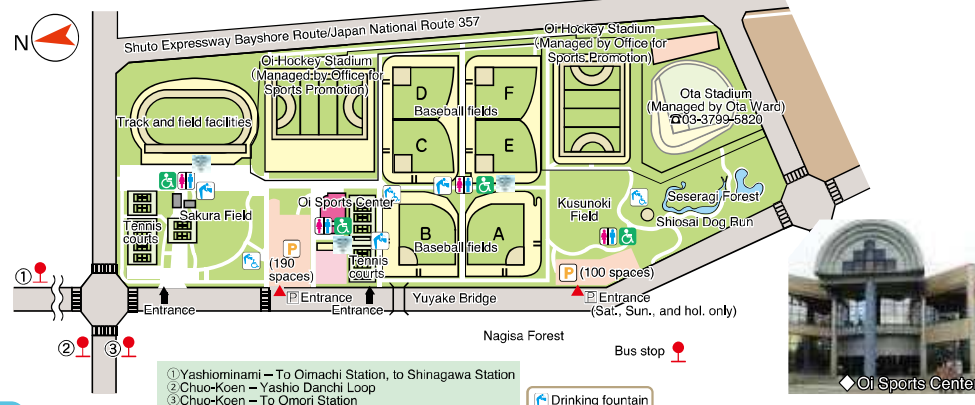 N
Shuto Expressway Bayshore Route/Japan National Route 357
Oi Hockey Stadium
(Managed by Office for
Sports Promotion)
Oi Hockey Stadium
(Managed by Office for
Sports Promotion)
Track and field facilities
D
F
Baseball fields
C
E
Ota Stadium
(Managed by Ota Ward)
☎03-3799-5820
Tennis
courts
Sakura Field
Oi Sports Center
P
(190
spaces)
Tennis
courts
B
A
Baseball fields
Kusunoki
Field
Seseragi Forest
Shiosai Dog Run
P
(100 spaces)
①
Entrance
P Entrance
Entrance
Yuyake Bridge
P Entrance
(Sat., Sun., and hol. only)
②
③
Nagisa Forest
Bus stop
①Yashiominami – To Oimachi Station, to Shinagawa Station
②Chuo-Koen – Yashio Danchi Loop
③Chuo-Koen – To Omori Station
Drinking fountain
◆Oi Sports Center